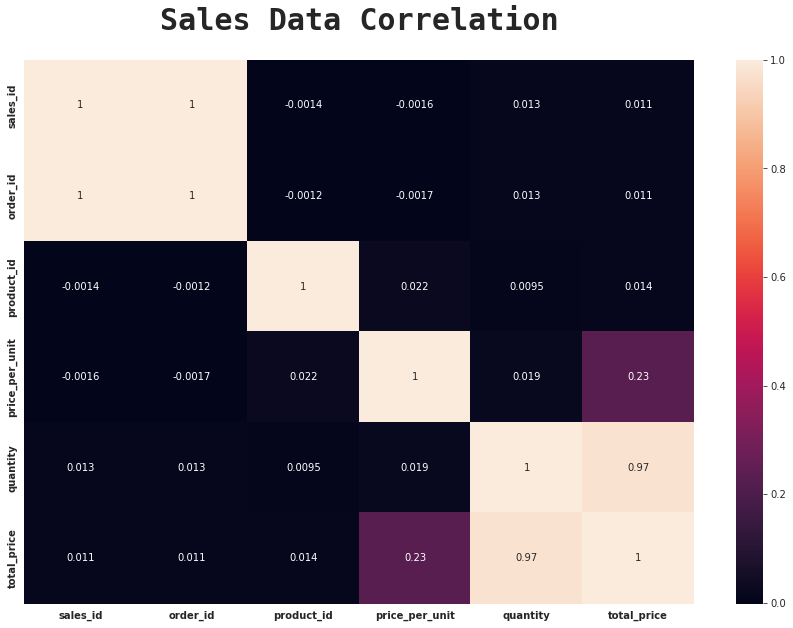 Sales Data Correlation
sales_id 1 1 -0.0014 -0.0016 0.013 0.011
order_id 1 1 -0.0012 -0.0017 0.013 0.011
product_id -0.0014 -0.0012 1 0.022 0.0095 0.014
price_per_unit -0.0016 -0.0017 0.022 1 0.019 0.23
quantity 0.013 0.013 0.0095 0.019 1 0.97
total_price 0.011 0.011 0.014 0.23 0.97 1
sales_id order_id product_id price_per_unit quantity total_price
1.0
0.8
0.6
0.4
0.2
0.0